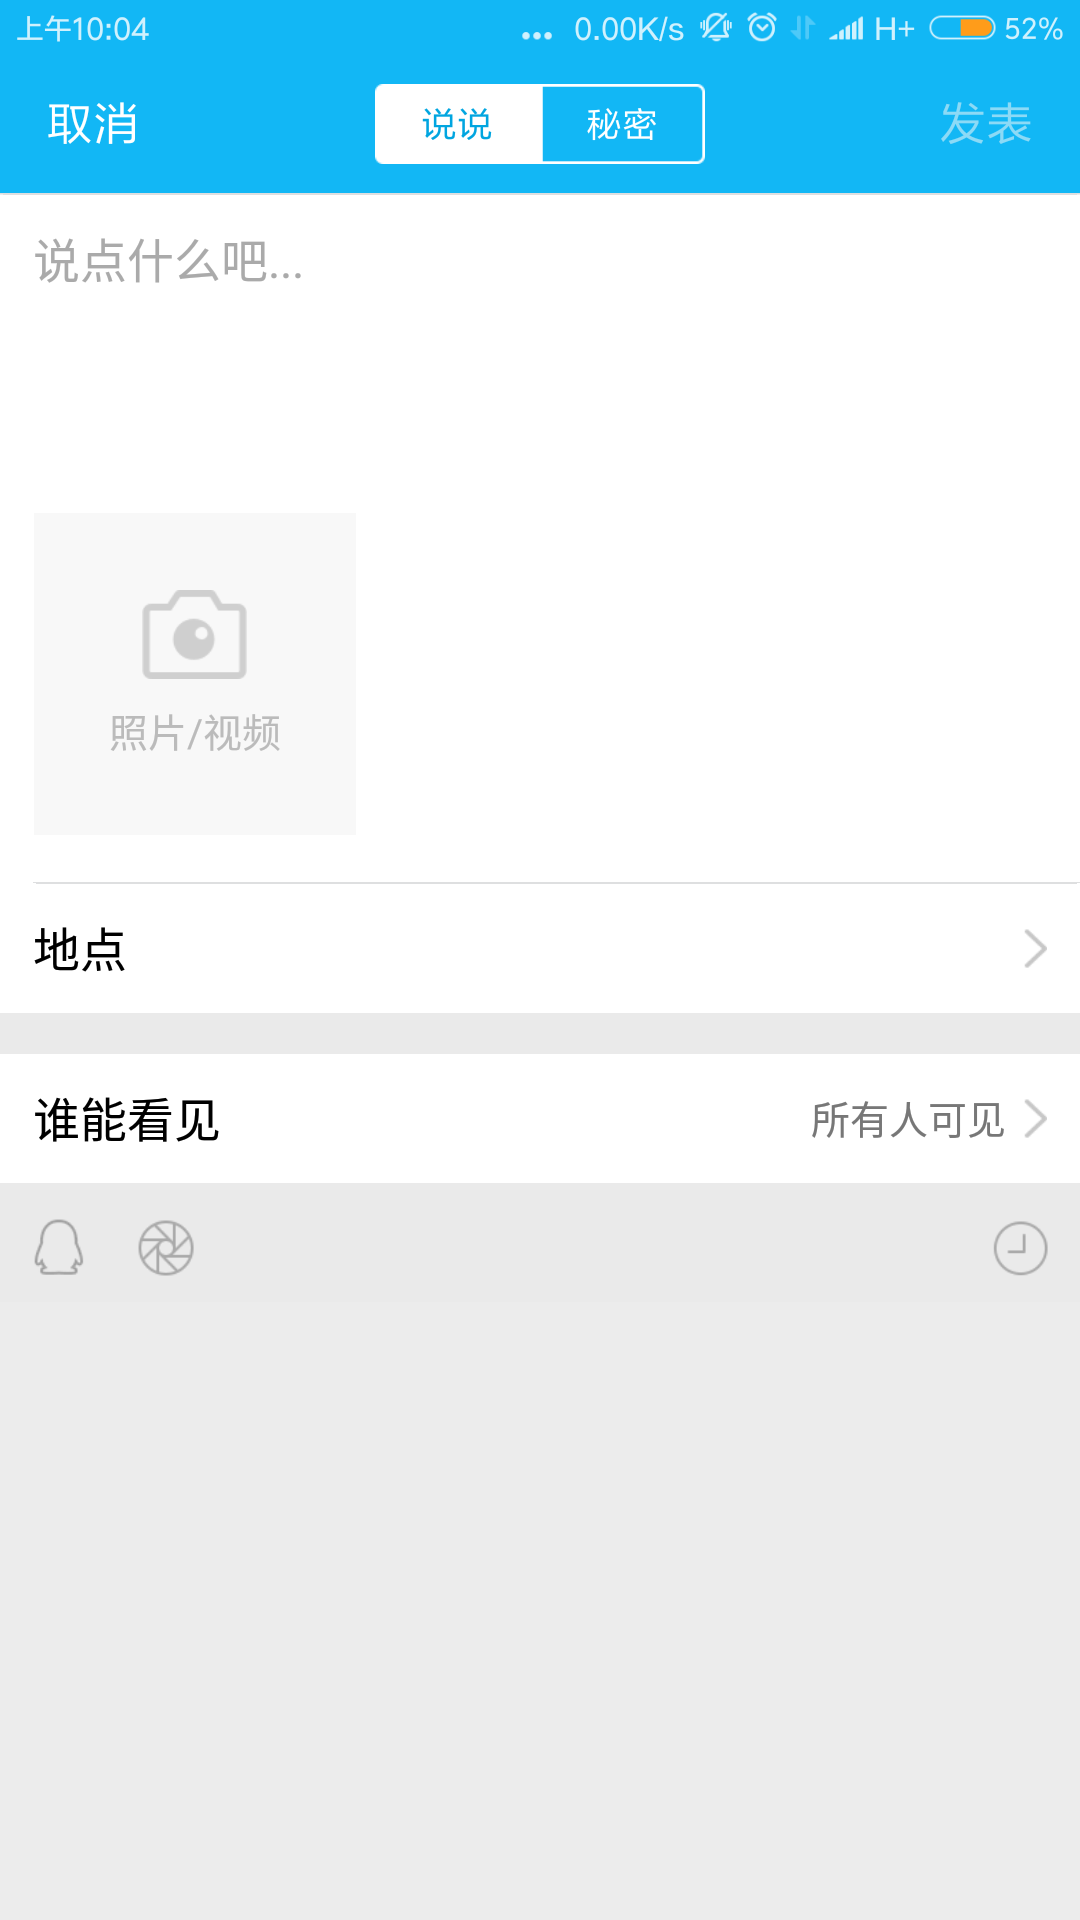 上午10:04 ... 0.00K/s H+ 52%
取消 说说 秘密 发表
说点什么吧...
照片/视频
地点
谁能看见 所有人可见